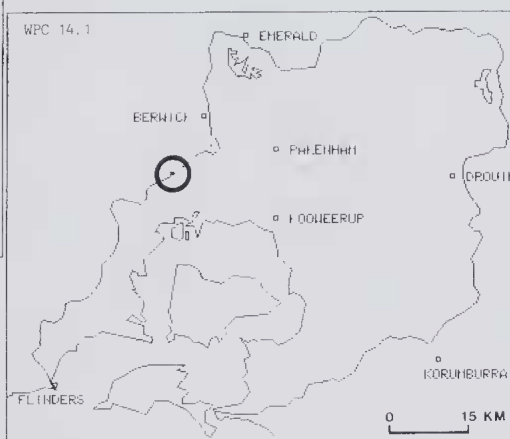 WPC 14.1
EMERALD
BERWICK
PAKENHAM
DROUIN
KOOWEERUP
KORUMBURRA
FLINDERS
0 15 KM